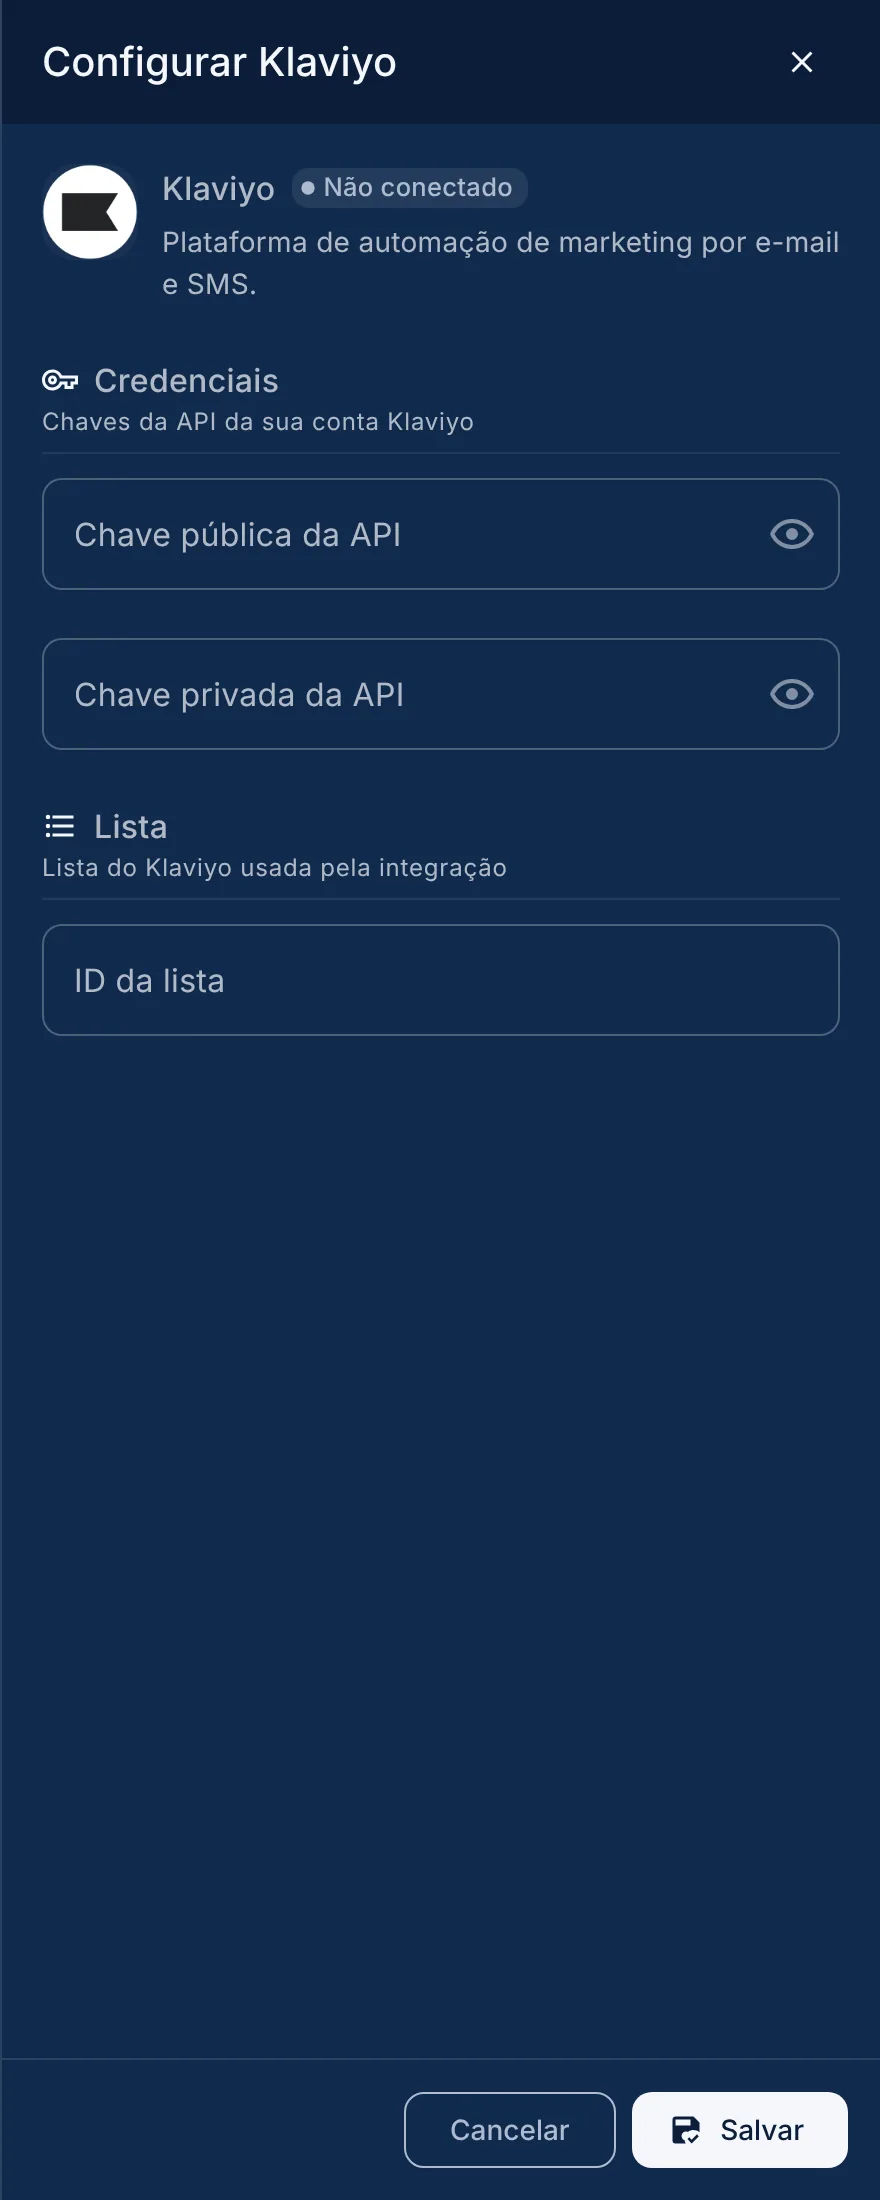 Configurar Klaviyo
Klaviyo
Não conectado
Plataforma de automação de marketing por e-mail
e SMS.
Credenciais
Chaves da API da sua conta Klaviyo
Chave pública da API
Chave privada da API
Lista
Lista do Klaviyo usada pela integração
ID da lista
Cancelar
Salvar